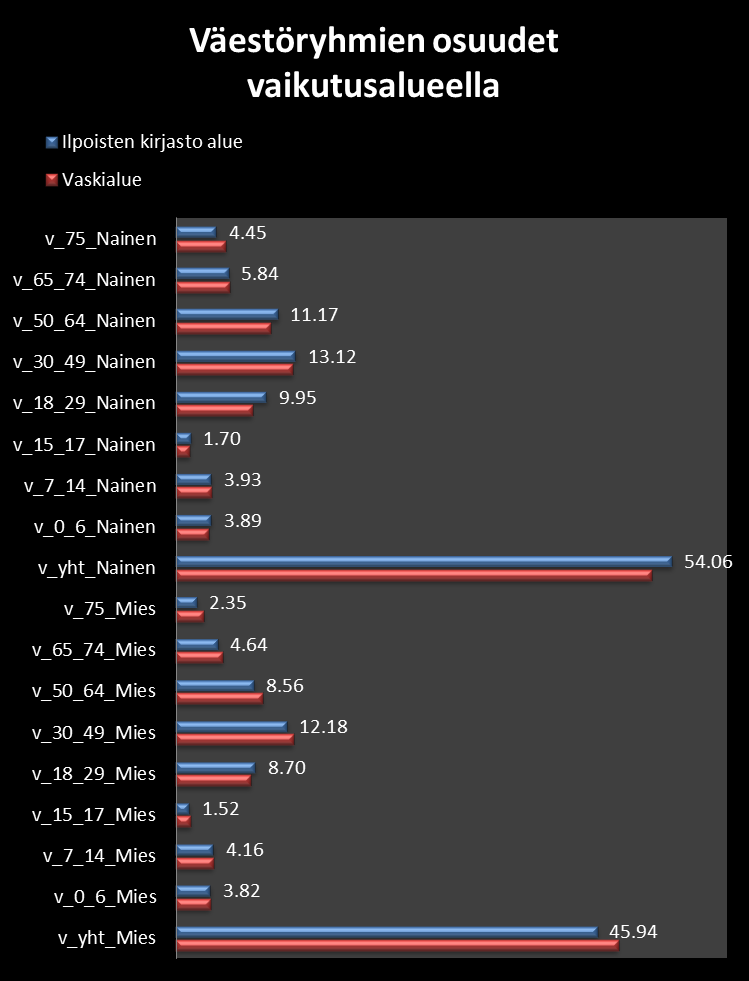 Väestöryhmien osuudet
vaikutusalueella
Ilpoisten kirjasto alue
Vaskialue
v_75_Nainen 4.45
v_65_74_Nainen 5.84
v_50_64_Nainen 11.17
v_30_49_Nainen 13.12
v_18_29_Nainen 9.95
v_15_17_Nainen 1.70
v_7_14_Nainen 3.93
v_0_6_Nainen 3.89
v_yht_Nainen 54.06
v_75_Mies 2.35
v_65_74_Mies 4.64
v_50_64_Mies 8.56
v_30_49_Mies 12.18
v_18_29_Mies 8.70
v_15_17_Mies 1.52
v_7_14_Mies 4.16
v_0_6_Mies 3.82
v_yht_Mies 45.94